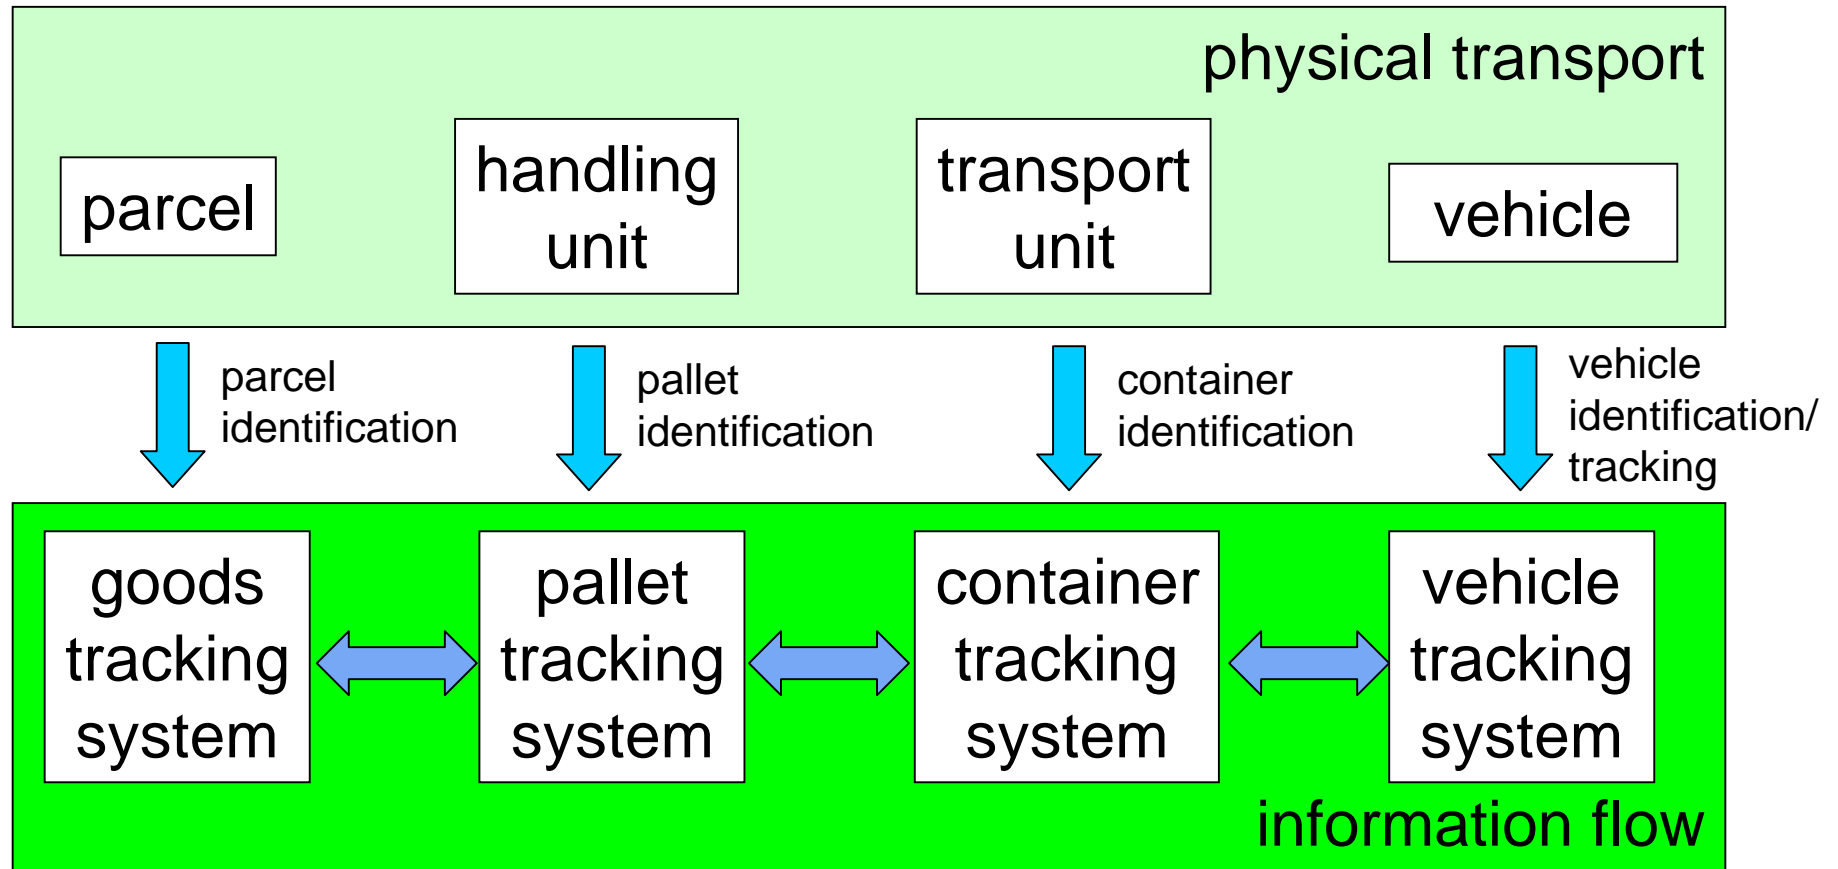 physical transport
parcel
handling
unit
transport
unit
vehicle
parcel
identification
pallet
identification
container
identification
vehicle
identification/
tracking
goods
tracking
system
pallet
tracking
system
container
tracking
system
vehicle
tracking
system
information flow